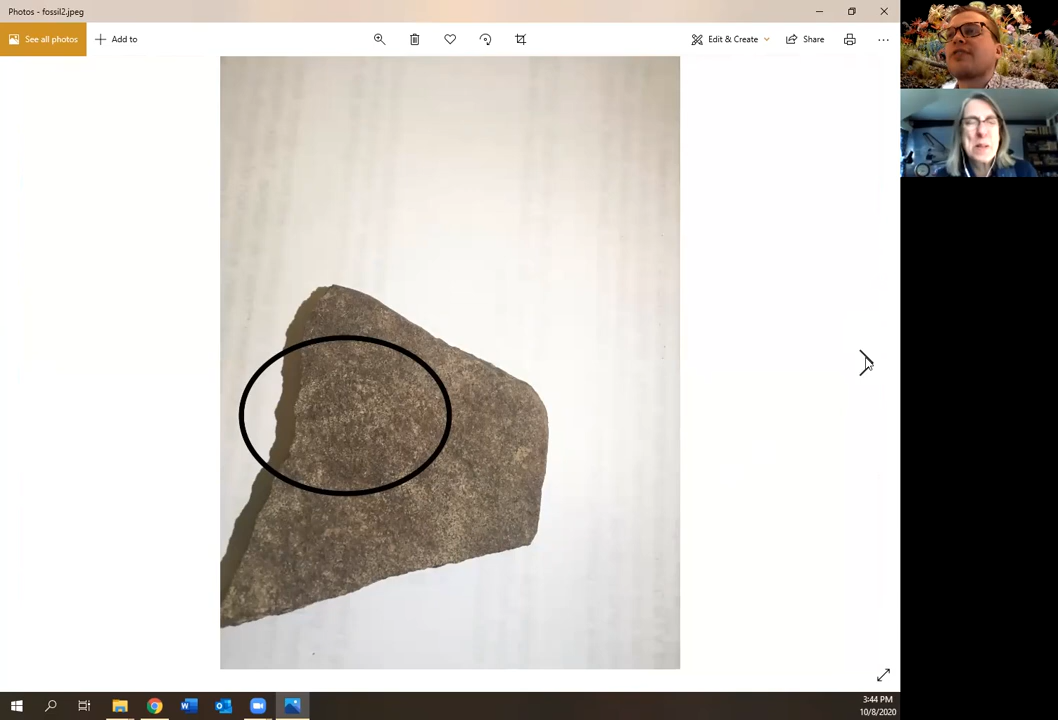 Photos - fossil2.jpeg
See all photos
Add to
Edit & Create
Share
3:44 PM
10/8/2020